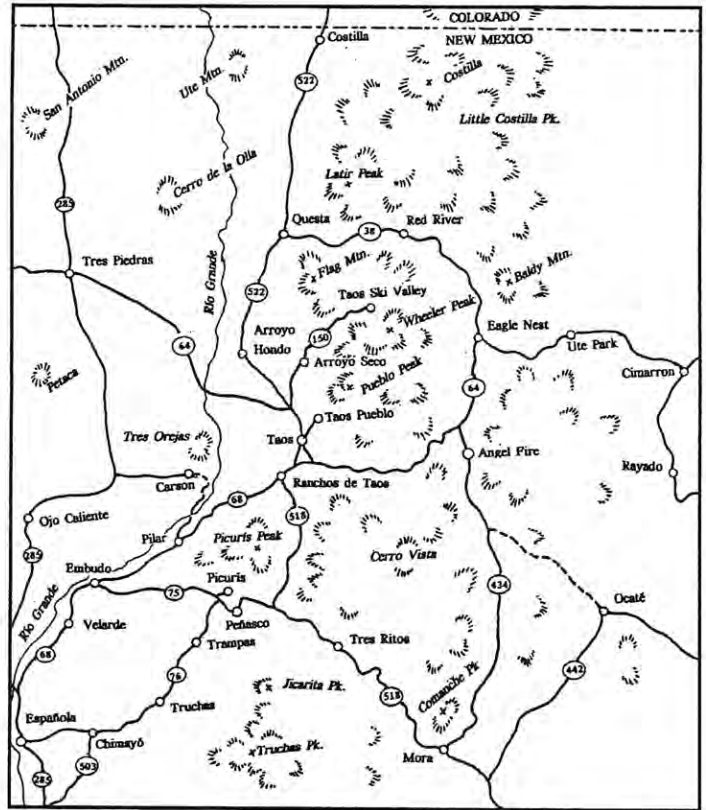 COLORADO
NEW MEXICO
Costilla
San Antonio Mtn.
Ute Mtn.
522
Costilla
Little Costilla Pk.
Cerro de la Olla
Latir Peak
285
Questa
38
Red River
Tres Piedras
Río Grande
Flag Mtn.
Baldy Mtn.
522
Taos Ski Valley
Wheeler Peak
64
Arroyo
Hondo
150
Eagle Nest
Ute Park
Arroyo Seco
Cimarron
Petaca
Pueblo Peak
64
Taos Pueblo
Tres Orejas
Taos
Angel Fire
Rayado
Carson
Ranchos de Taos
68
Ojo Caliente
518
Pilar
Picurís Peak
Cerro Vista
285
Embudo
Picurís
434
75
Río Grande
Peñasco
Ocaté
Velarde
Trampas
Tres Ritos
68
76
442
Jicarita Pk.
518
Comanche Pk
Truchas
Española
Chimayó
Truchas Pk.
Mora
503
285